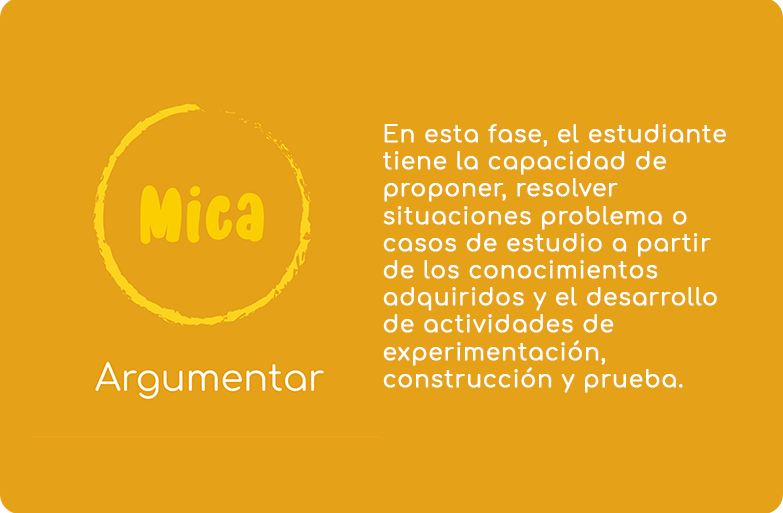 Mica
Argumentar
En esta fase, el estudiante
tiene la capacidad de
proponer, resolver
situaciones problema o
casos de estudio a partir
de los conocimientos
adquiridos y el desarrollo
de actividades de
experimentación,
construcción y prueba.